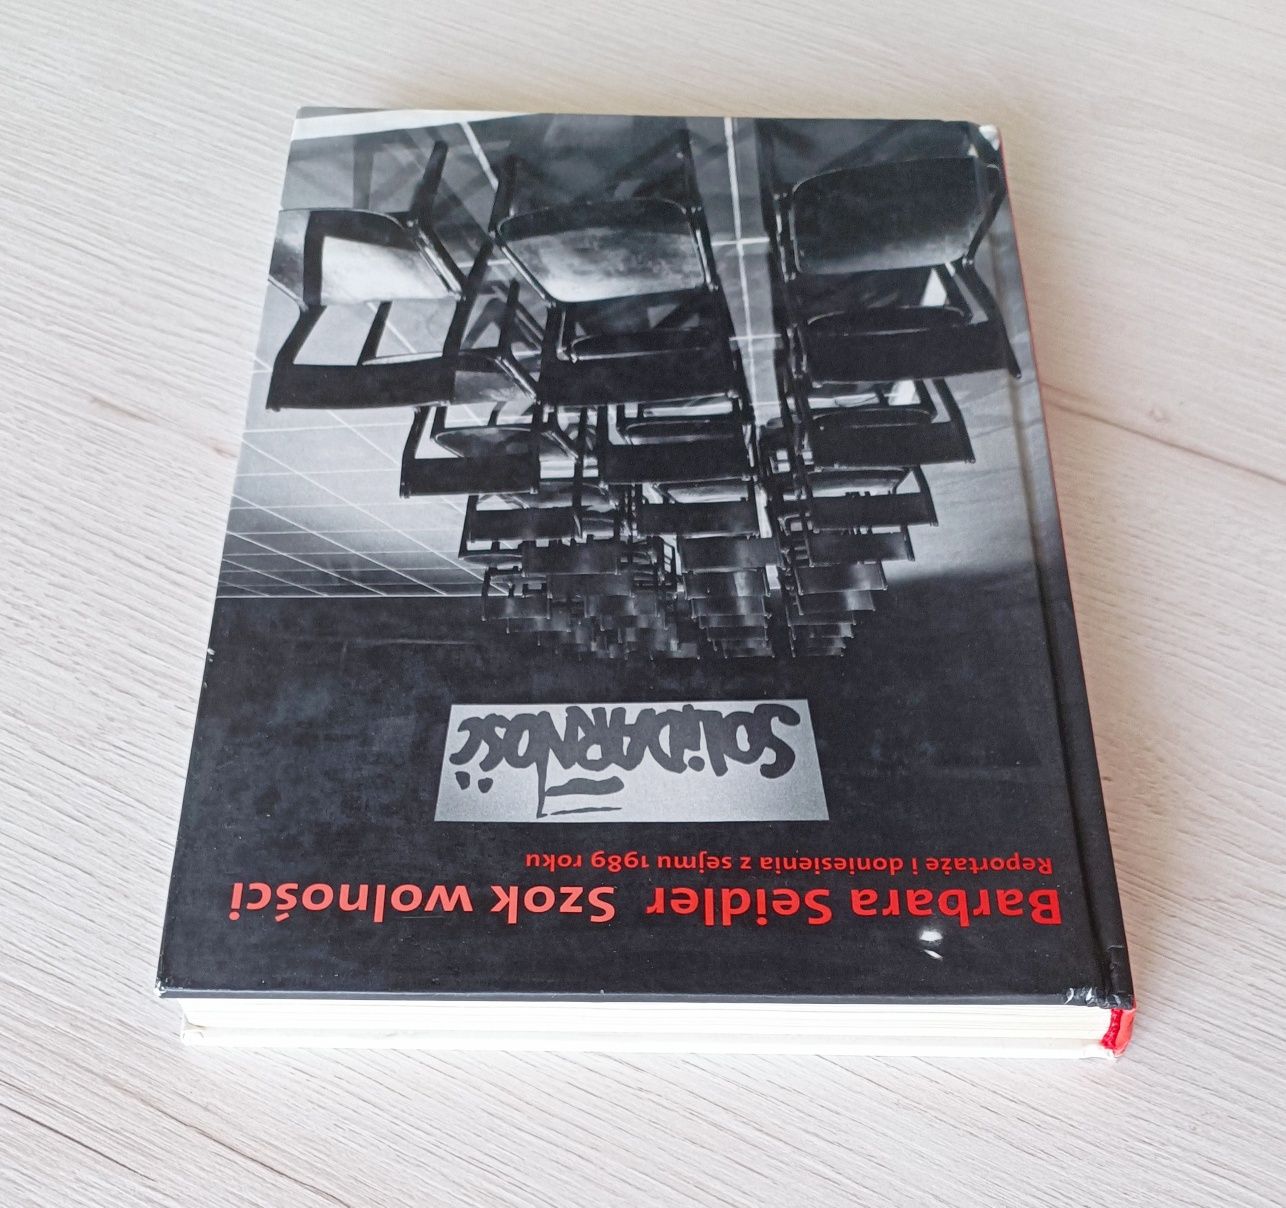 Barbara Seidler Szok wolności
Reportaże i doniesienia z sejmu 1989 roku
SOLiDARNOŚĆ